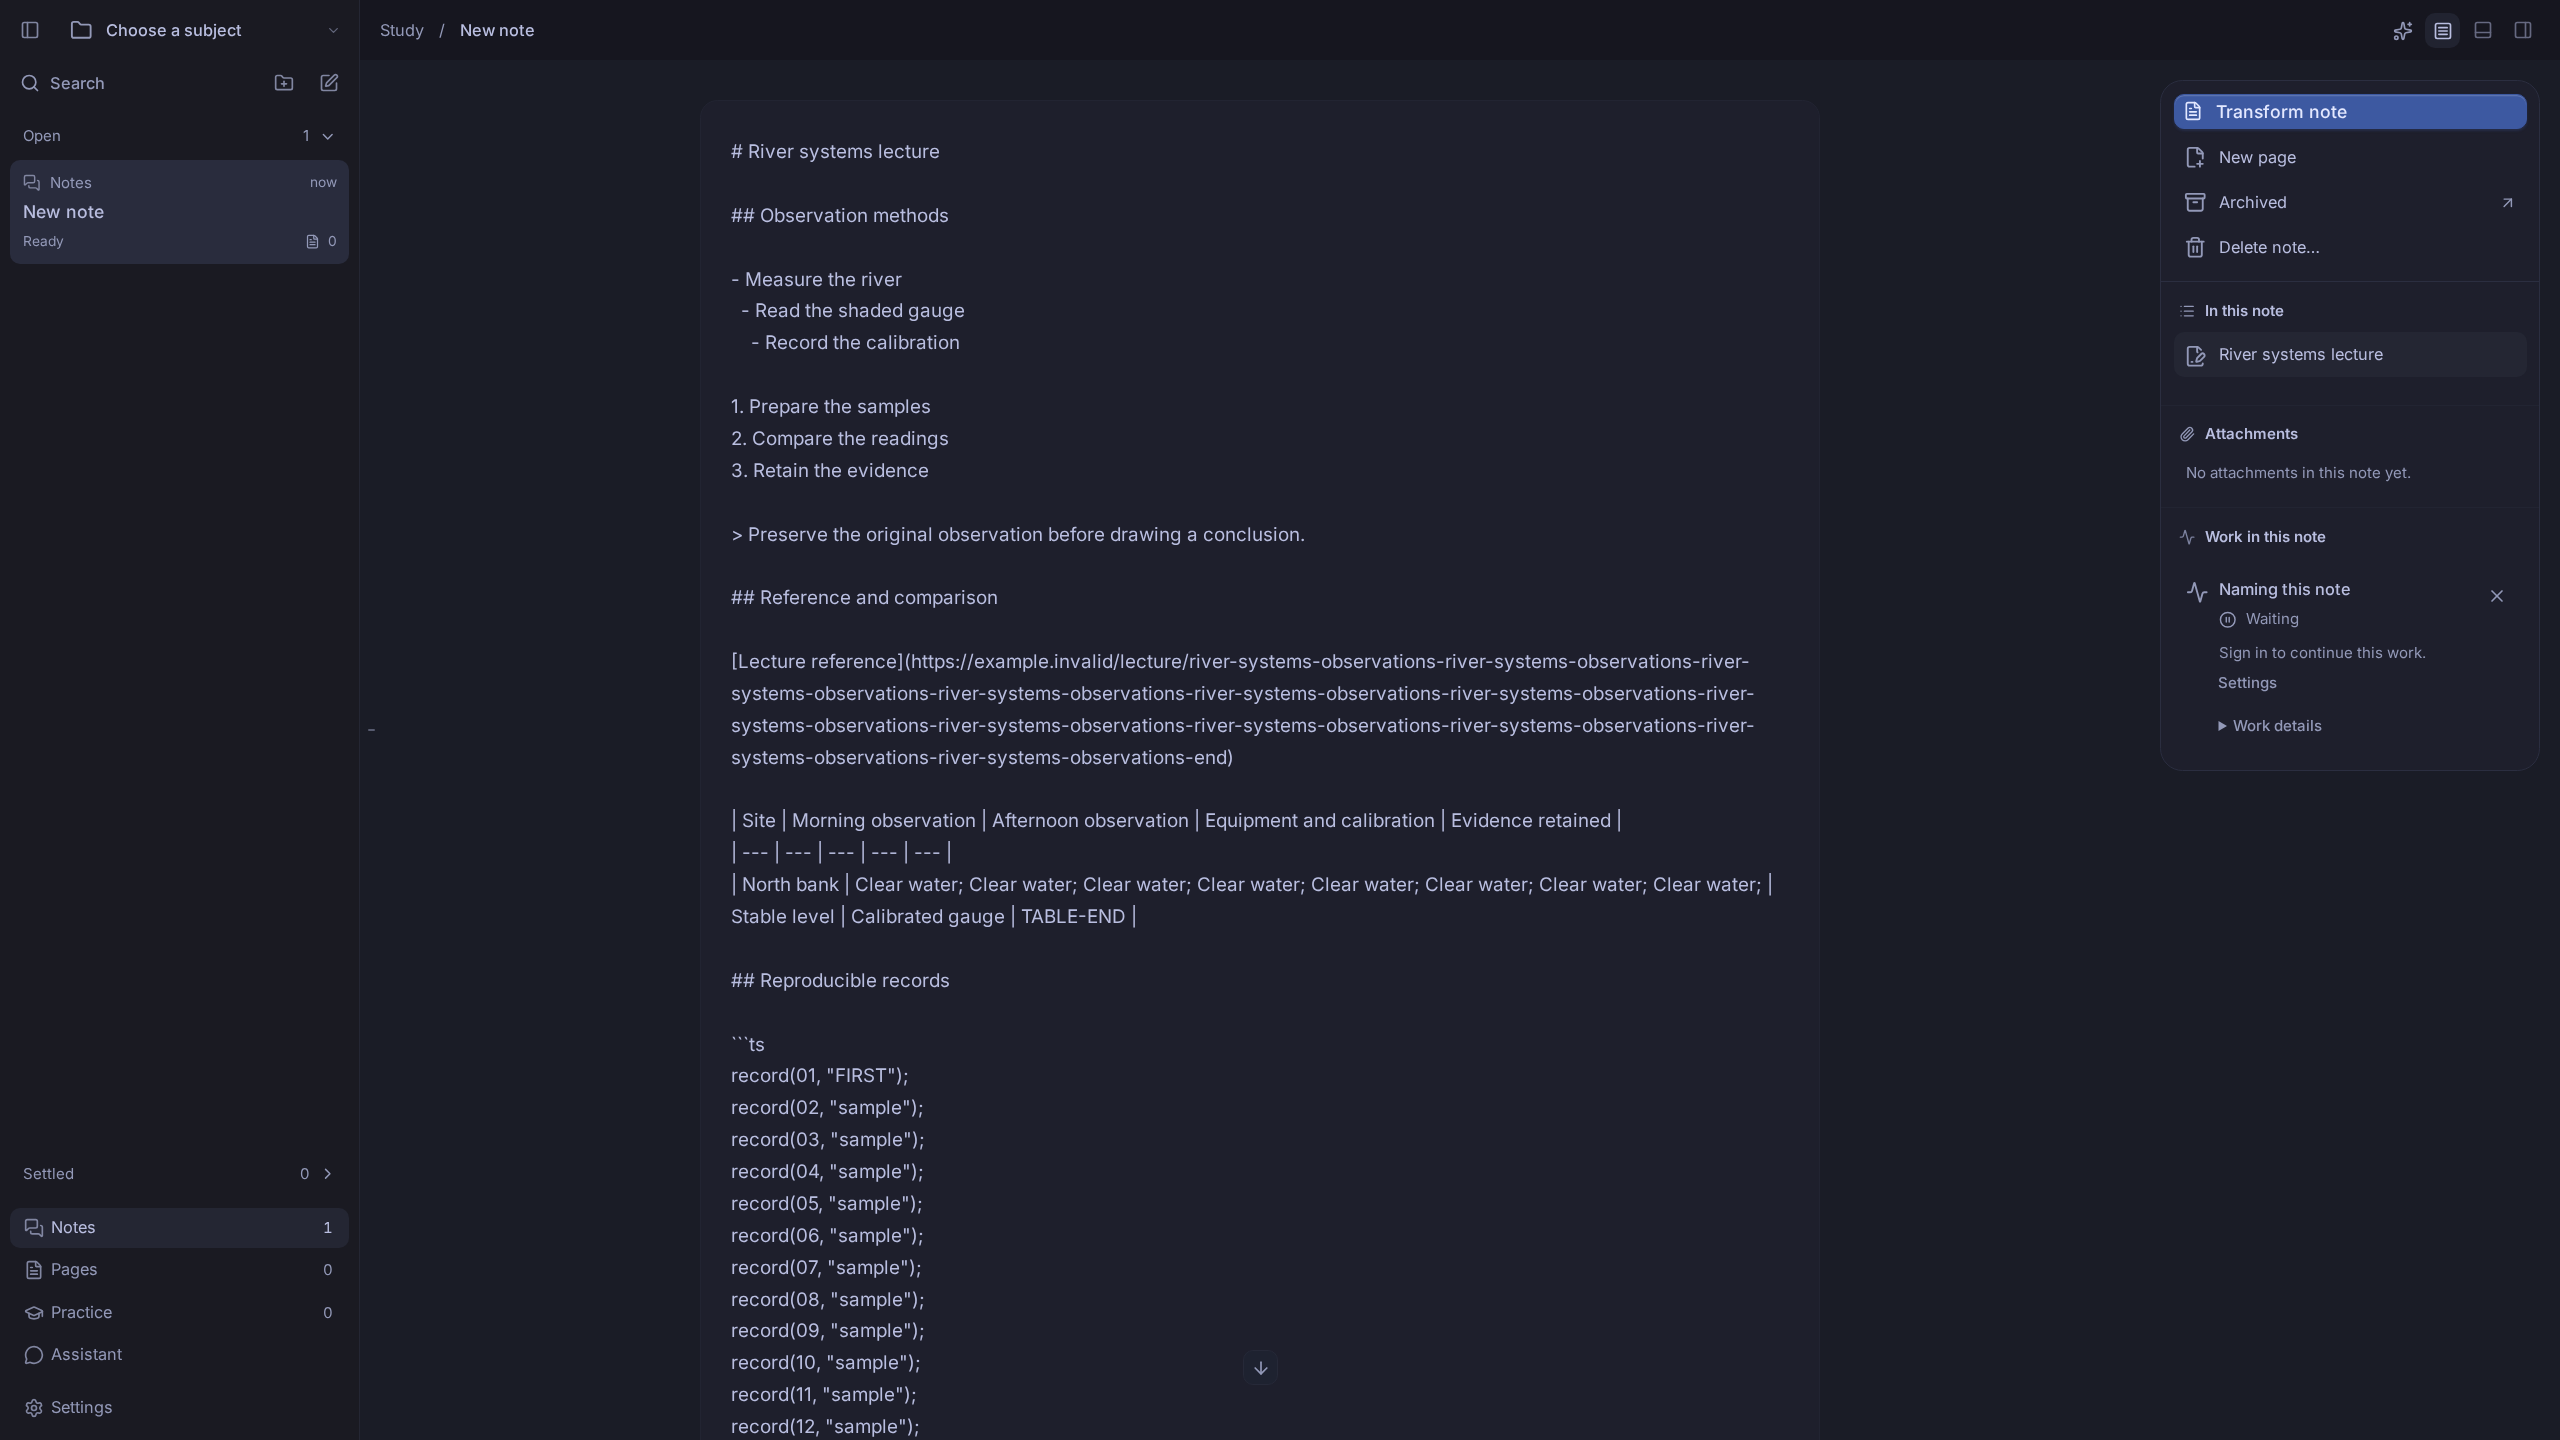 Choose a subject
Study / New note
Search
Open 1
Notes now
New note
Ready 0
Settled 0
Notes 1
Pages 0
Practice 0
Assistant
Settings
# River systems lecture
## Observation methods
- Measure the river
- Read the shaded gauge
- Record the calibration
1. Prepare the samples
2. Compare the readings
3. Retain the evidence
> Preserve the original observation before drawing a conclusion.
## Reference and comparison
[Lecture reference](https://example.invalid/lecture/river-systems-observations-river-systems-observations-river-
systems-observations-river-systems-observations-river-systems-observations-river-systems-observations-river-
systems-observations-river-systems-observations-river-systems-observations-river-systems-observations-river-
systems-observations-river-systems-observations-end)
| Site | Morning observation | Afternoon observation | Equipment and calibration | Evidence retained |
| --- | --- | --- | --- | --- |
| North bank | Clear water; Clear water; Clear water; Clear water; Clear water; Clear water; Clear water; Clear water; |
Stable level | Calibrated gauge | TABLE-END |
## Reproducible records
```ts
record(01, "FIRST");
record(02, "sample");
record(03, "sample");
record(04, "sample");
record(05, "sample");
record(06, "sample");
record(07, "sample");
record(08, "sample");
record(09, "sample");
record(10, "sample");
record(11, "sample");
record(12, "sample");
Transform note
New page
Archived
Delete note...
In this note
River systems lecture
Attachments
No attachments in this note yet.
Work in this note
Naming this note
Waiting
Sign in to continue this work.
Settings
Work details